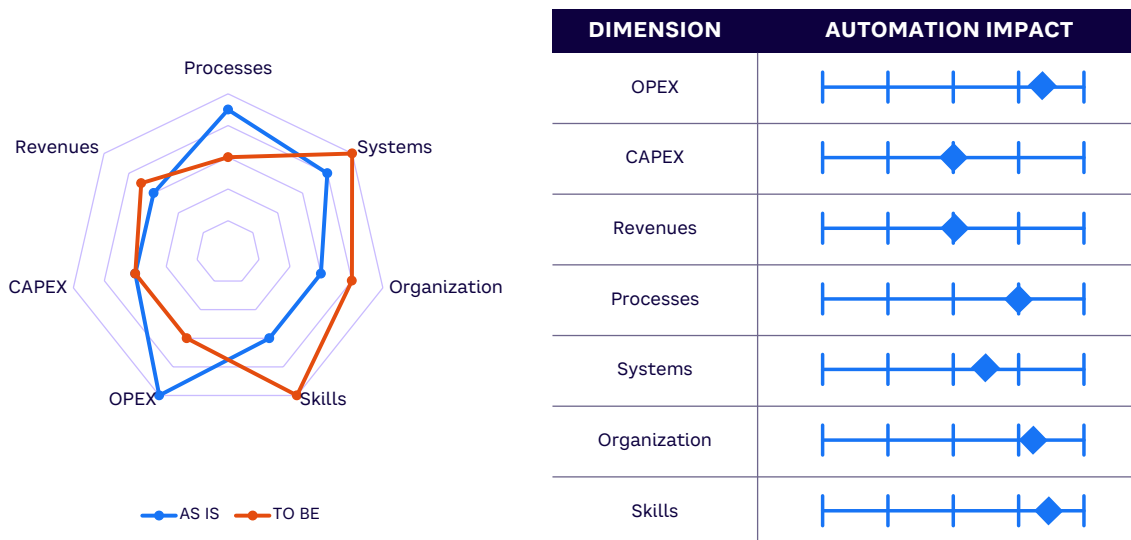 Processes
Revenues
Systems
CAPEX
Organization
OPEX
Skills
AS IS
TO BE
DIMENSION
AUTOMATION IMPACT
OPEX
CAPEX
Revenues
Processes
Systems
Organization
Skills